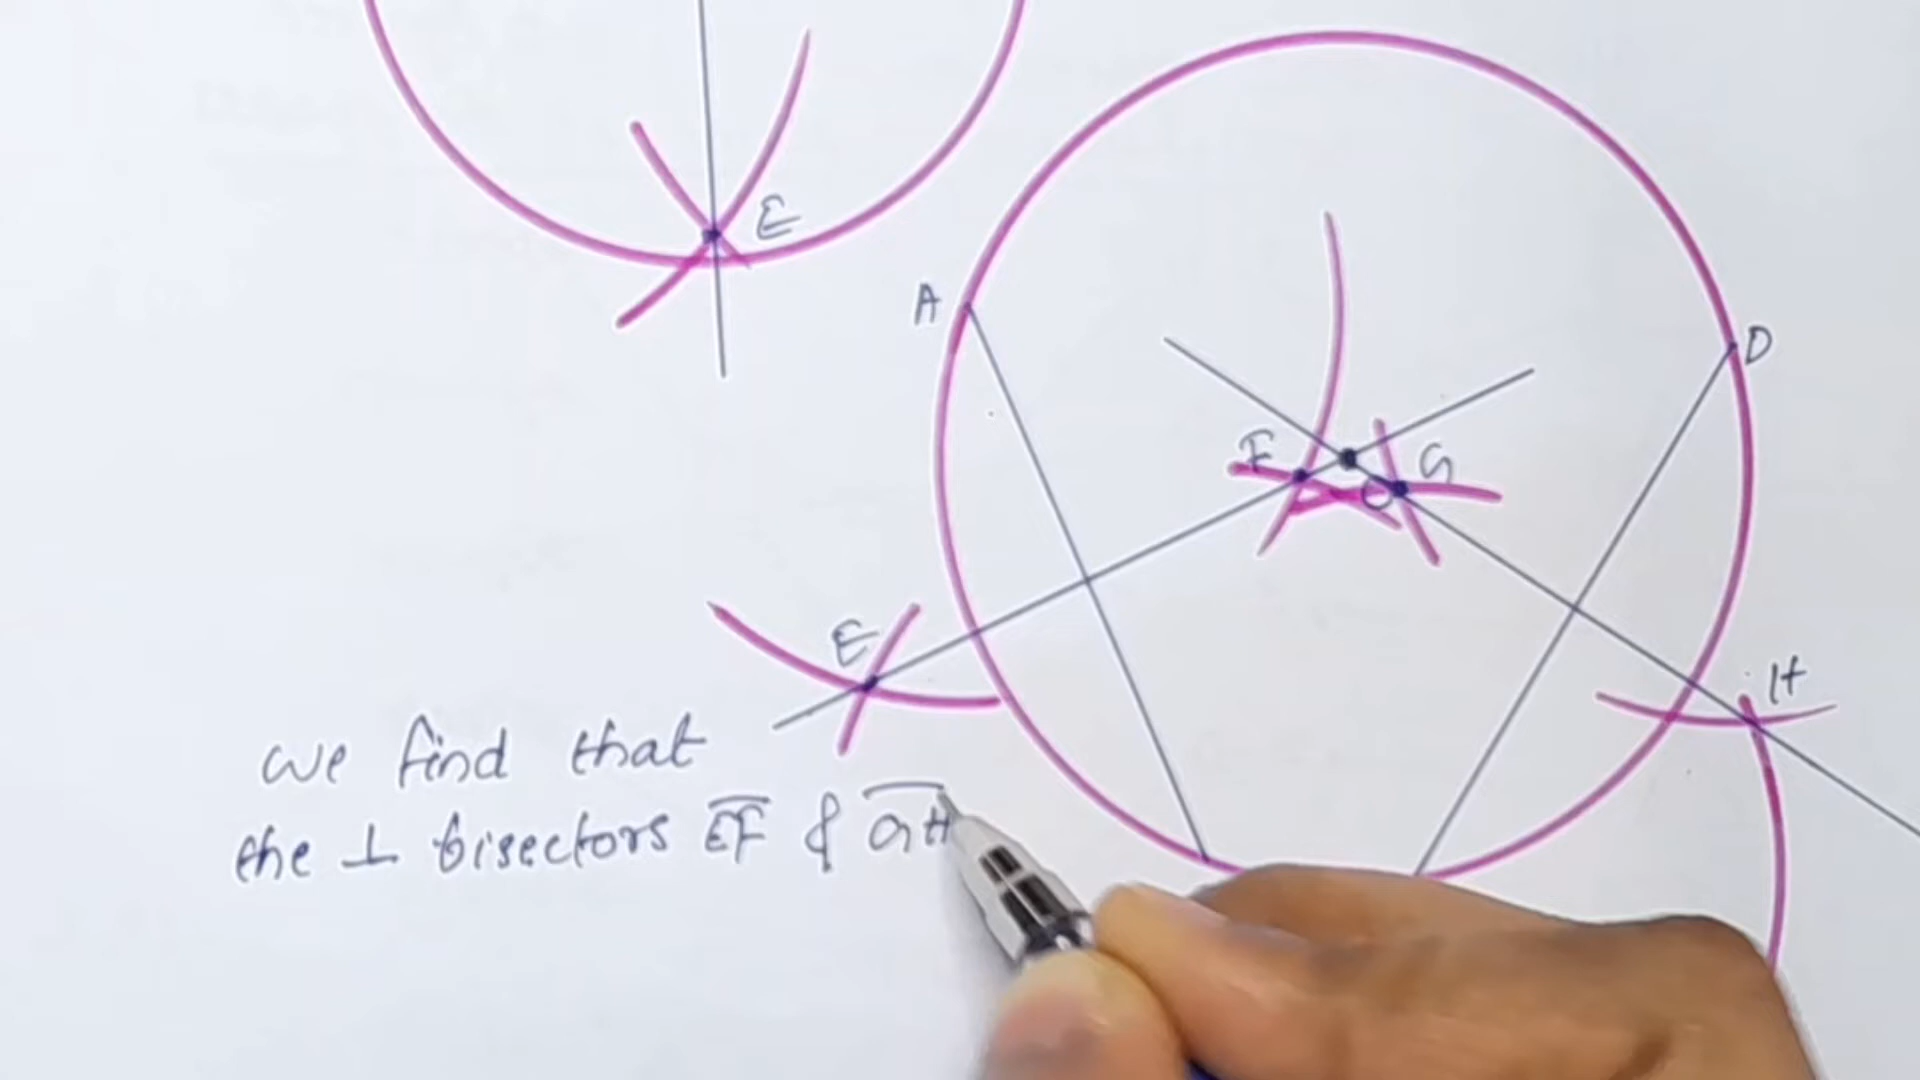 E
A
D
F
G
O
E
H
we find that
the ⊥ bisectors EF & GH